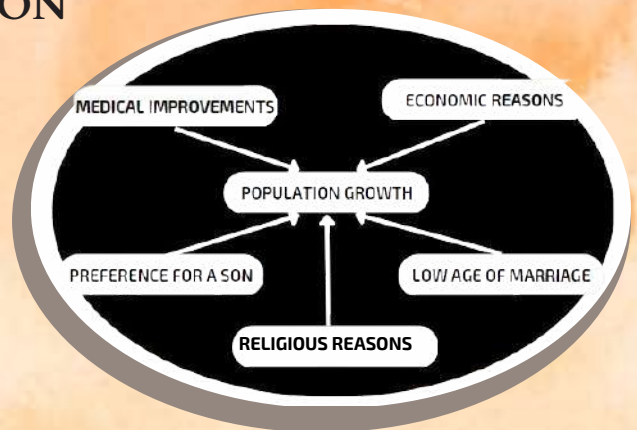 ON
MEDICAL IMPROVEMENTS
ECONOMIC REASONS
POPULATION GROWTH
PREFERENCE FOR A SON
LOW AGE OF MARRIAGE
RELIGIOUS REASONS